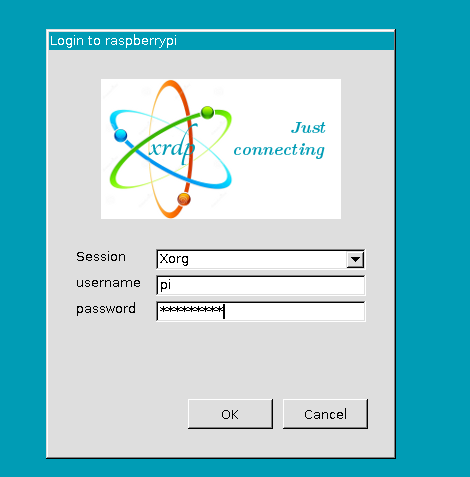 Login to raspberrypi
xrdp
Just
connecting
Session
Xorg
username
pi
password
*********
OK
Cancel